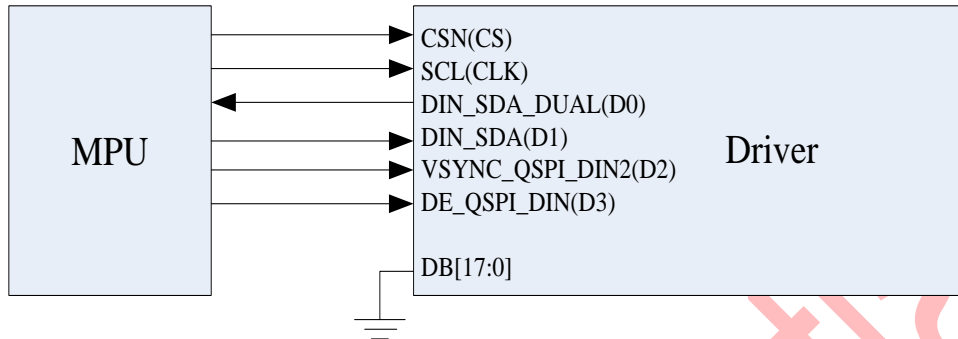 MPU
CSN(CS)
SCL(CLK)
DIN_SDA_DUAL(D0)
DIN_SDA(D1)
VSYNC_QSPI_DIN2(D2)
DE_QSPI_DIN(D3)
DB[17:0]
Driver